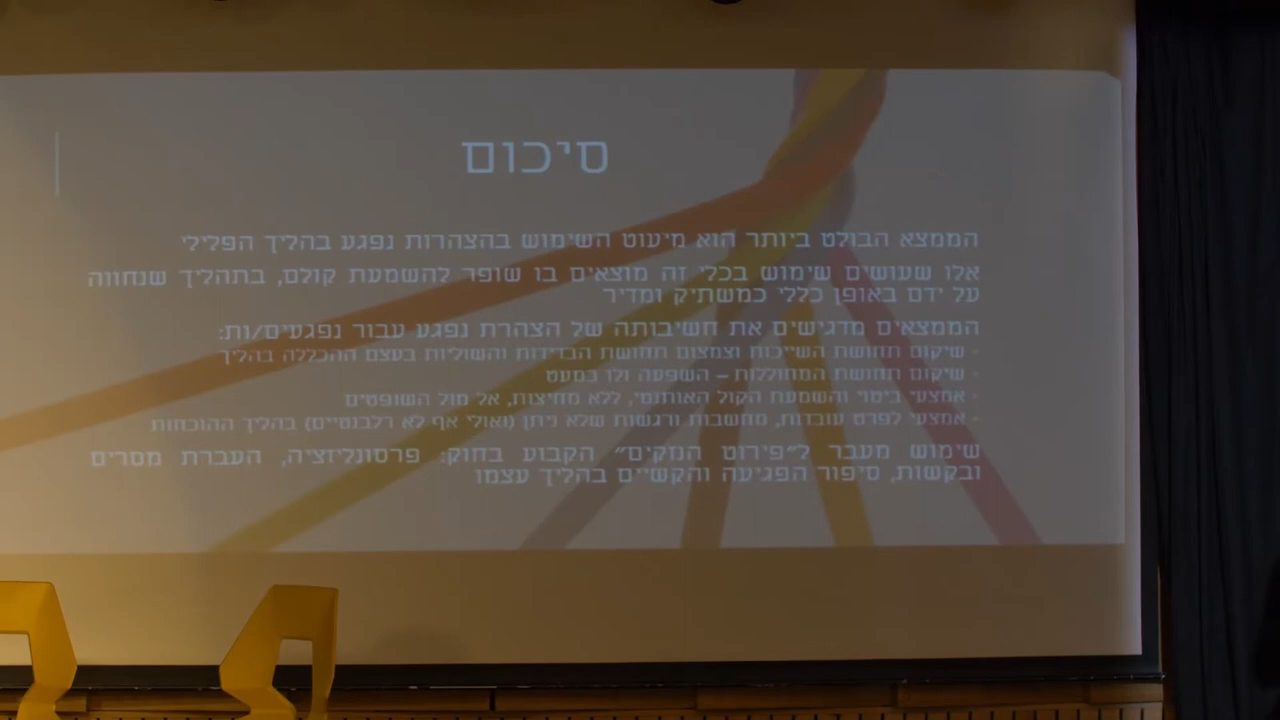 סיכום
הממצא הבולט ביותר הוא מיעוט השימוש בהצהרות נפגע בהליך הפלילי
אלו שעושים שימוש בכלי זה מוצאים בו שופר להשמעת קולם, בתהליך שנחווה
על ידם באופן כללי כמשתיק ומדיר
הממצאים מדגישים את חשיבותה של הצהרת נפגע עבור נפגעים/ות:
- שיקום תחושת השייכות וצמצום תחושת הבדידות והשוליות בעצם ההכללה בהליך
- שיקום תחושת המחוללות – השפעה ולו במעט
- אמצעי ביטוי והשמעת הקול האותנטי, ללא מחיצות, אל מול השופטים
- אמצעי לפרט עובדות, מחשבות ורגשות שלא ניתן (ואולי אף לא רלבנטיים) בהליך ההוכחות
שימוש מעבר ל"פירוט הנזקים" הקבוע בחוק: פרסונליזציה, העברת מסרים
ובקשות, סיפור הפגיעה והקשיים בהליך עצמו